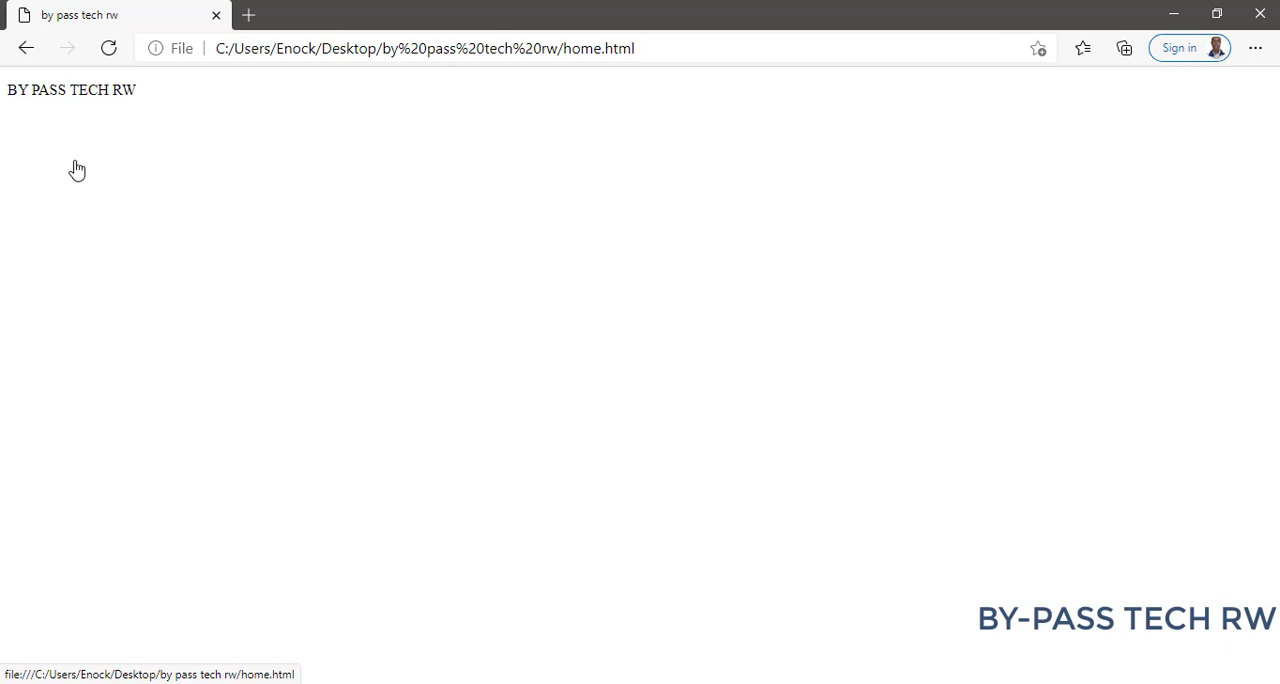 by pass tech rw
File
C:/Users/Enock/Desktop/by%20pass%20tech%20rw/home.html
Sign in
BY PASS TECH RW
BY-PASS TECH RW
file:///C:/Users/Enock/Desktop/by pass tech rw/home.html